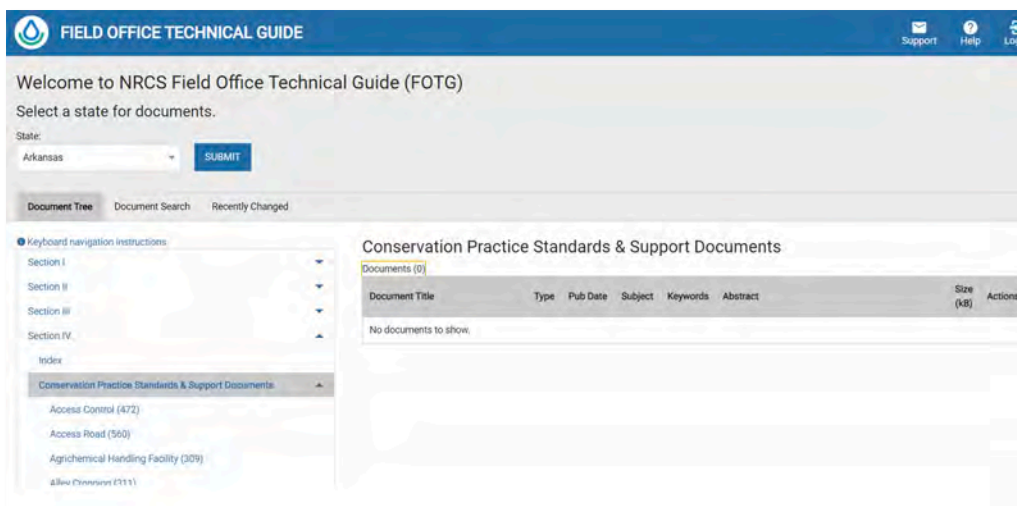 FIELD OFFICE TECHNICAL GUIDE
Support
Help
Welcome to NRCS Field Office Technical Guide (FOTG)
Select a state for documents.
State:
Arkansas
SUBMIT
Document Tree
Document Search
Recently Changed
Keyboard navigation instructions
Section I
Section II
Section III
Section IV
Index
Conservation Practice Standards & Support Documents
Access Control (472)
Access Road (560)
Agrichemical Handling Facility (309)
Alley Cropping (311)
Conservation Practice Standards & Support Documents
Documents (0)
Document Title Type Pub Date Subject Keywords Abstract Size (kB) Actions
No documents to show.